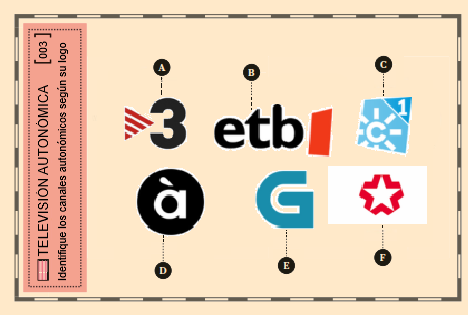 TELEVISIÓN AUTONÓMICA [003]
Identifique los canales autonómicos según su logo
A
B
C
3
etb
C 1
à
G
D
E
F